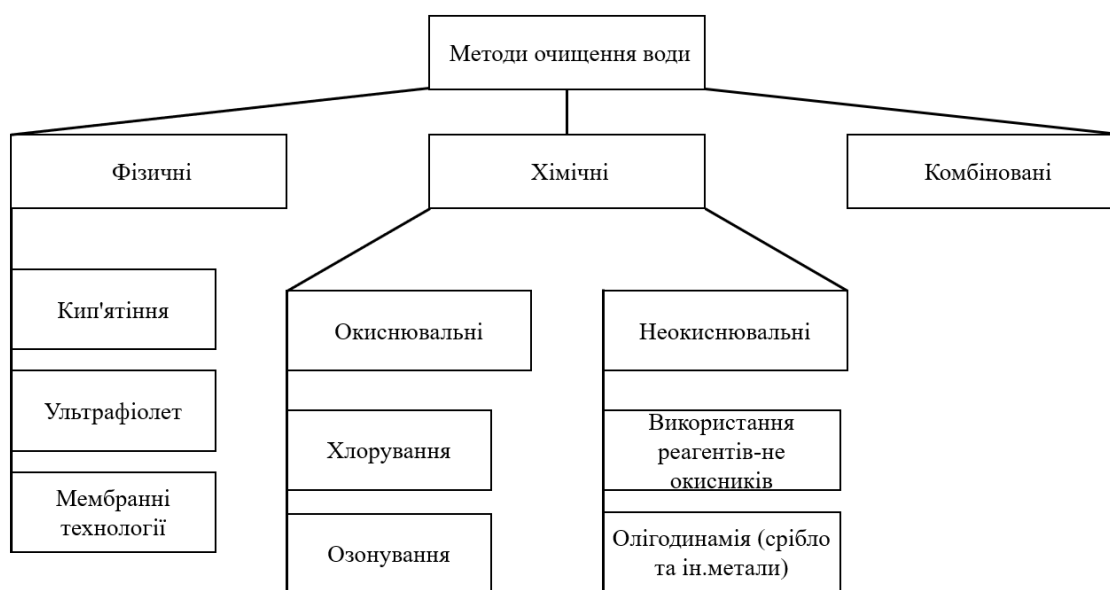 Методи очищення води
Фізичні
Хімічні
Комбіновані
Кип'ятіння
Ультрафіолет
Мембранні
технології
Окиснювальні
Хлорування
Озонування
Неокиснювальні
Використання
реагентів-не
окисників
Олігодинамія (срібло
та ін.метали)